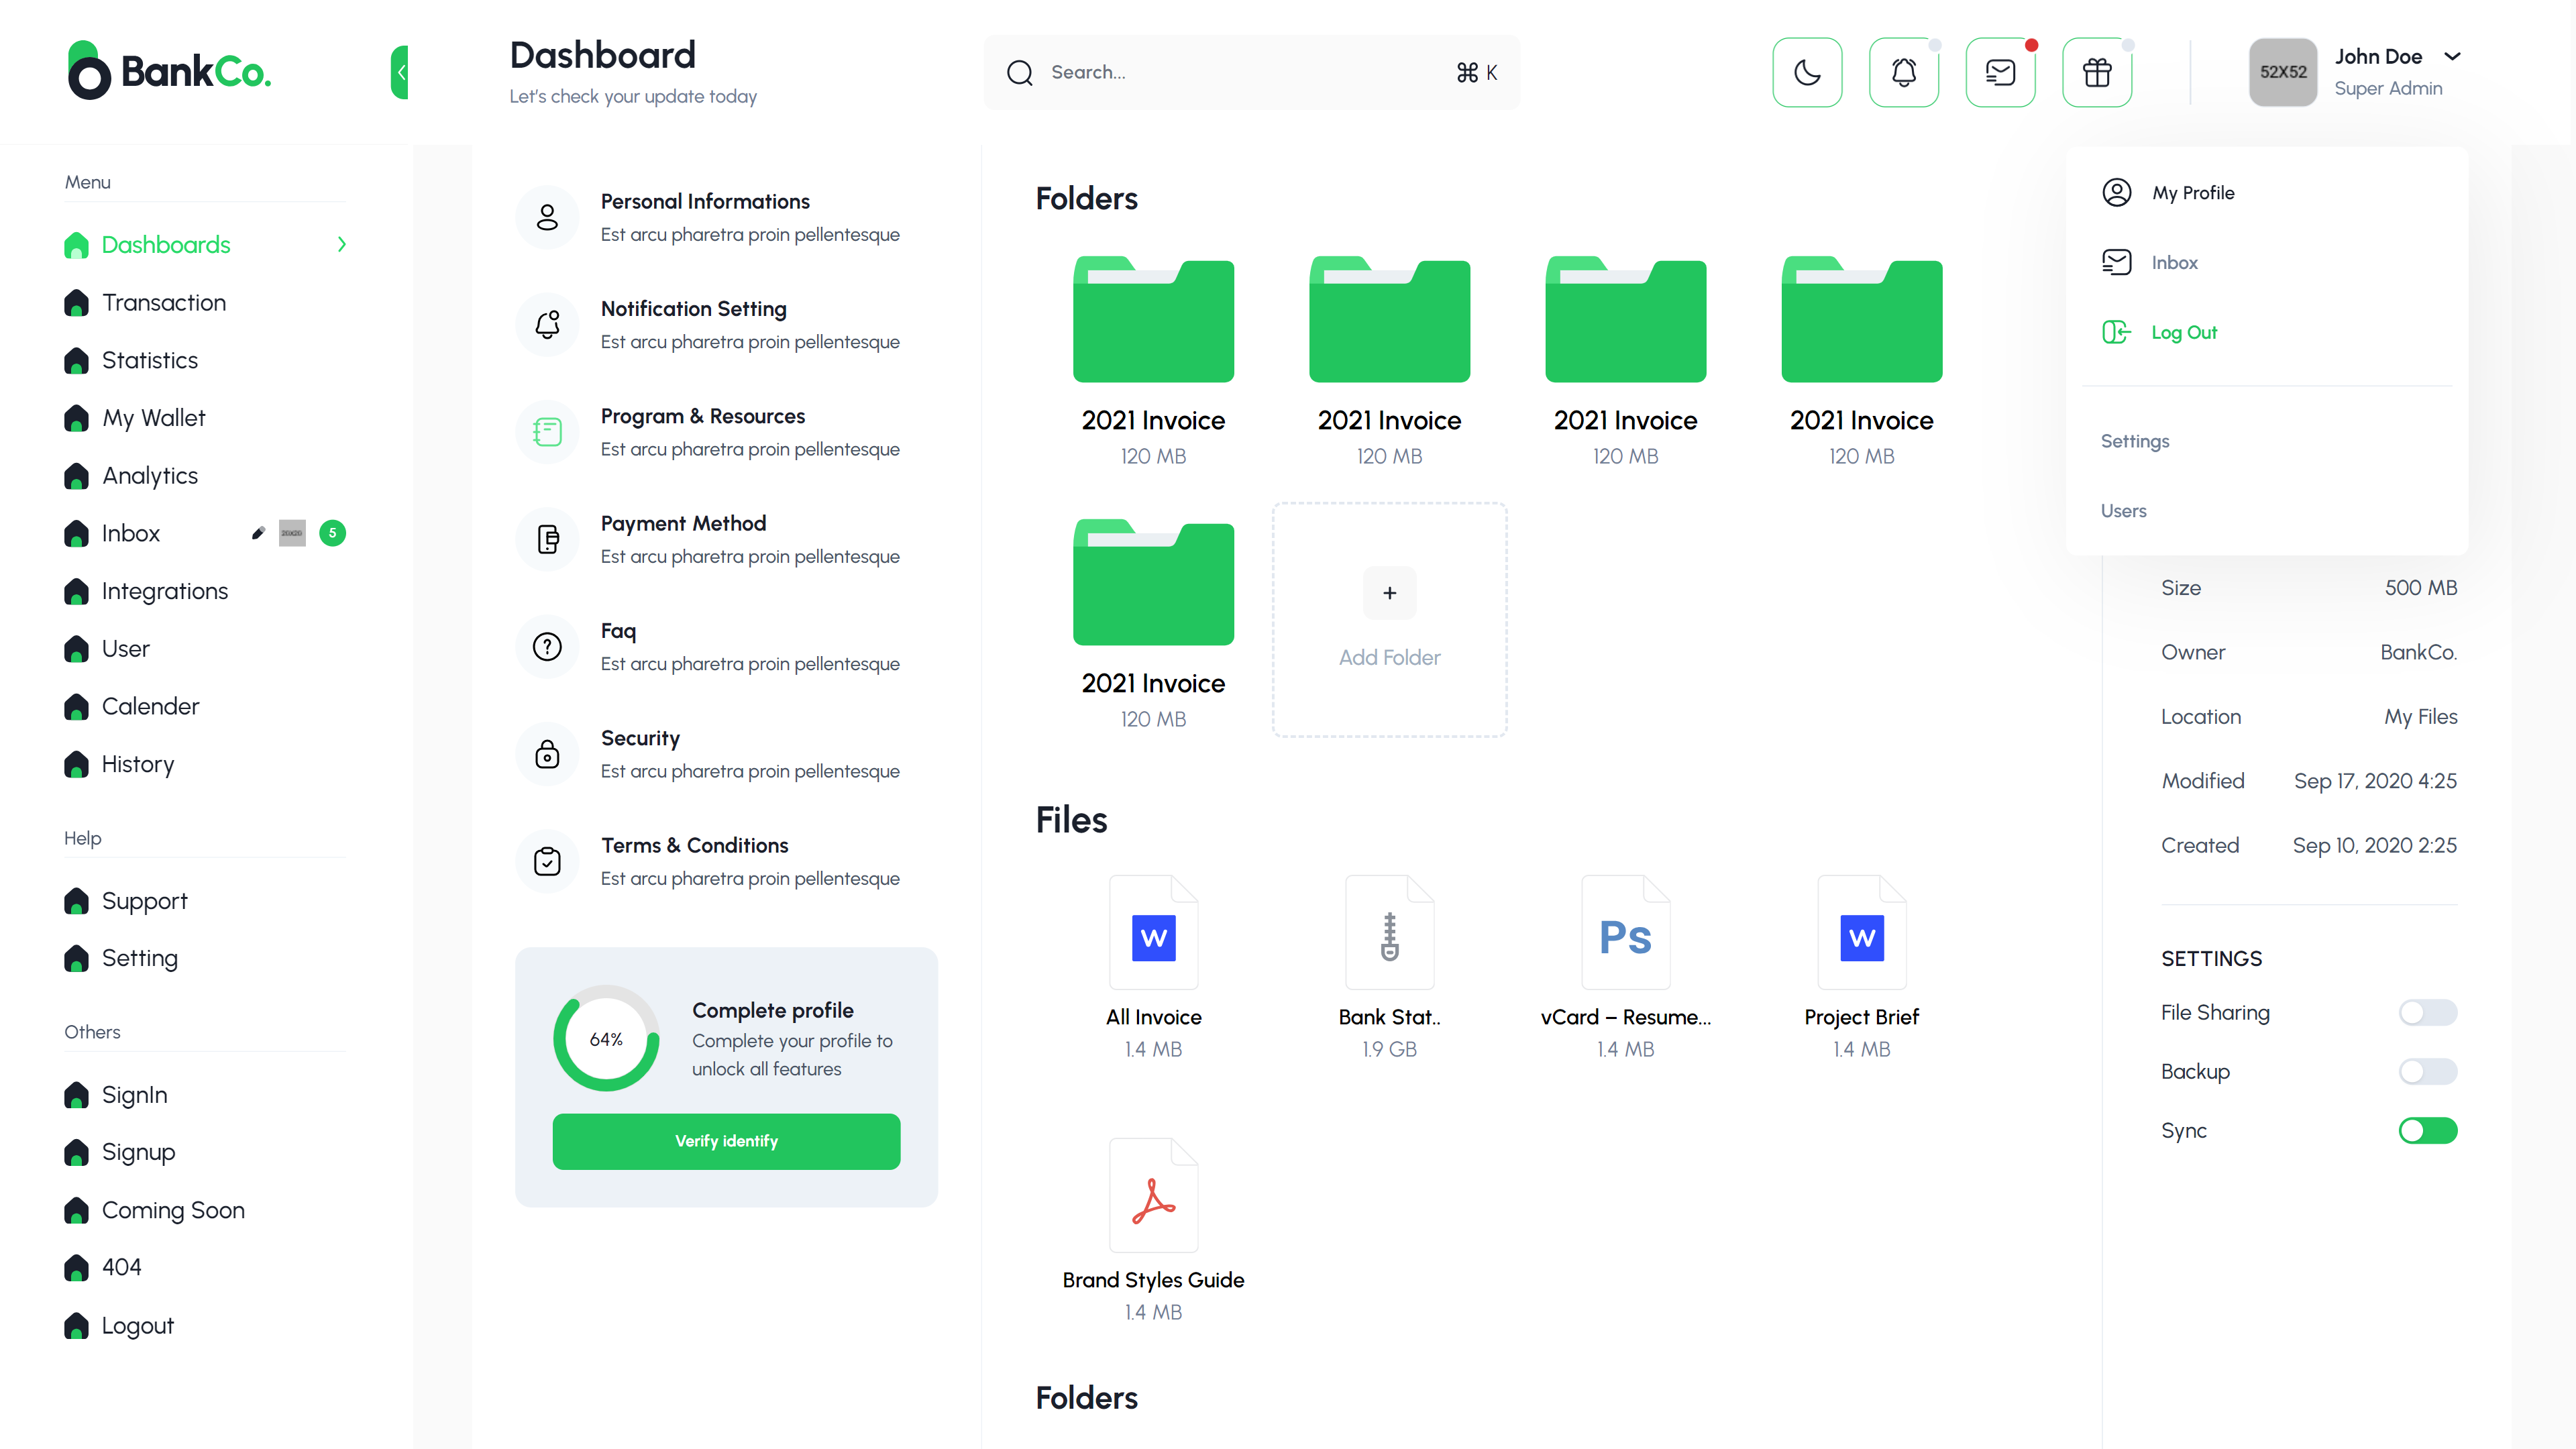 BankCo.
Dashboard
Let's check your update today
Search...
⌘ K
52X52
John Doe
Super Admin
Menu
Dashboards
Transaction
Statistics
My Wallet
Analytics
Inbox
5
Integrations
User
Calender
History
Help
Support
Setting
Others
SignIn
Signup
Coming Soon
404
Logout
Personal Informations
Est arcu pharetra proin pellentesque
Notification Setting
Est arcu pharetra proin pellentesque
Program & Resources
Est arcu pharetra proin pellentesque
Payment Method
Est arcu pharetra proin pellentesque
Faq
Est arcu pharetra proin pellentesque
Security
Est arcu pharetra proin pellentesque
Terms & Conditions
Est arcu pharetra proin pellentesque
64%
Complete profile
Complete your profile to
unlock all features
Verify identify
Folders
2021 Invoice
120 MB
2021 Invoice
120 MB
2021 Invoice
120 MB
2021 Invoice
120 MB
2021 Invoice
120 MB
+
Add Folder
Files
W
All Invoice
1.4 MB
Bank Stat..
1.9 GB
Ps
vCard – Resume...
1.4 MB
W
Project Brief
1.4 MB
Brand Styles Guide
1.4 MB
Folders
My Profile
Inbox
Log Out
Settings
Users
Size 500 MB
Owner BankCo.
Location My Files
Modified Sep 17, 2020 4:25
Created Sep 10, 2020 2:25
SETTINGS
File Sharing
Backup
Sync